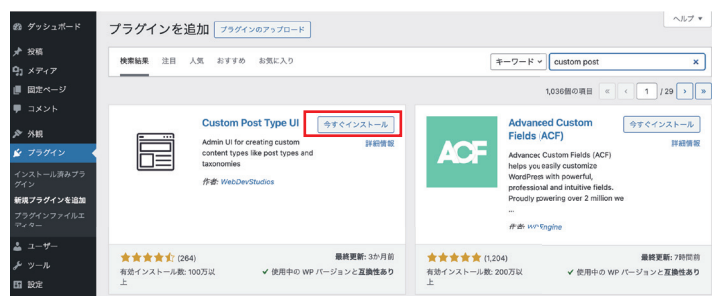 ヘルプ
ダッシュボード
投稿
メディア
固定ページ
コメント
外観
プラグイン
インストール済みプラ
グイン
新規プラグインを追加
プラグインファイルエ
ディター
ユーザー
ツール
設定
プラグインを追加 プラグインのアップロード
検索結果 注目 人気 おすすめ お気に入り キーワード custom post ×
1,036個の項目 « ‹ 1 / 29 › »
Custom Post Type UI 今すぐインストール
詳細情報
Admin UI for creating custom
content types like post types and
taxonomies
作者: WebDevStudios
(264) 最終更新: 3か月前
有効インストール数: 100万以
上
✓ 使用中の WP バージョンと互換性あり
ACF
Advanced Custom
Fields (ACF)
今すぐインストール
詳細情報
Advanced Custom Fields (ACF)
helps you easily customize
WordPress with powerful,
professional and intuitive fields.
Proudly powering over 2 million we
...
作者: WP Engine
(1,204) 最終更新: 7時間前
有効インストール数: 200万以
上
✓ 使用中の WP バージョンと互換性あり